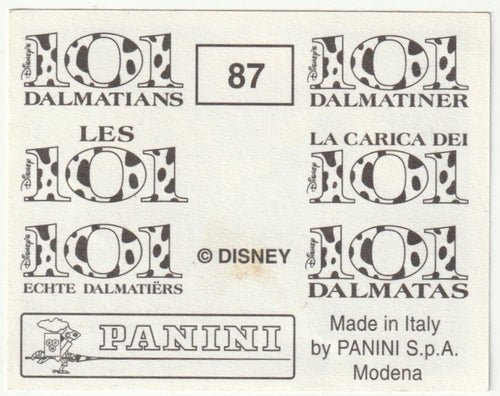 Disney's 101
DALMATIANS
87
Disney's 101
DALMATINER
LES
Disney 101
LA CARICA DEI
Disney 101
Disney's 101
ECHTE DALMATIËRS
© DISNEY
Disney 101
DALMATAS
PANINI
Made in Italy
by PANINI S.p.A.
Modena